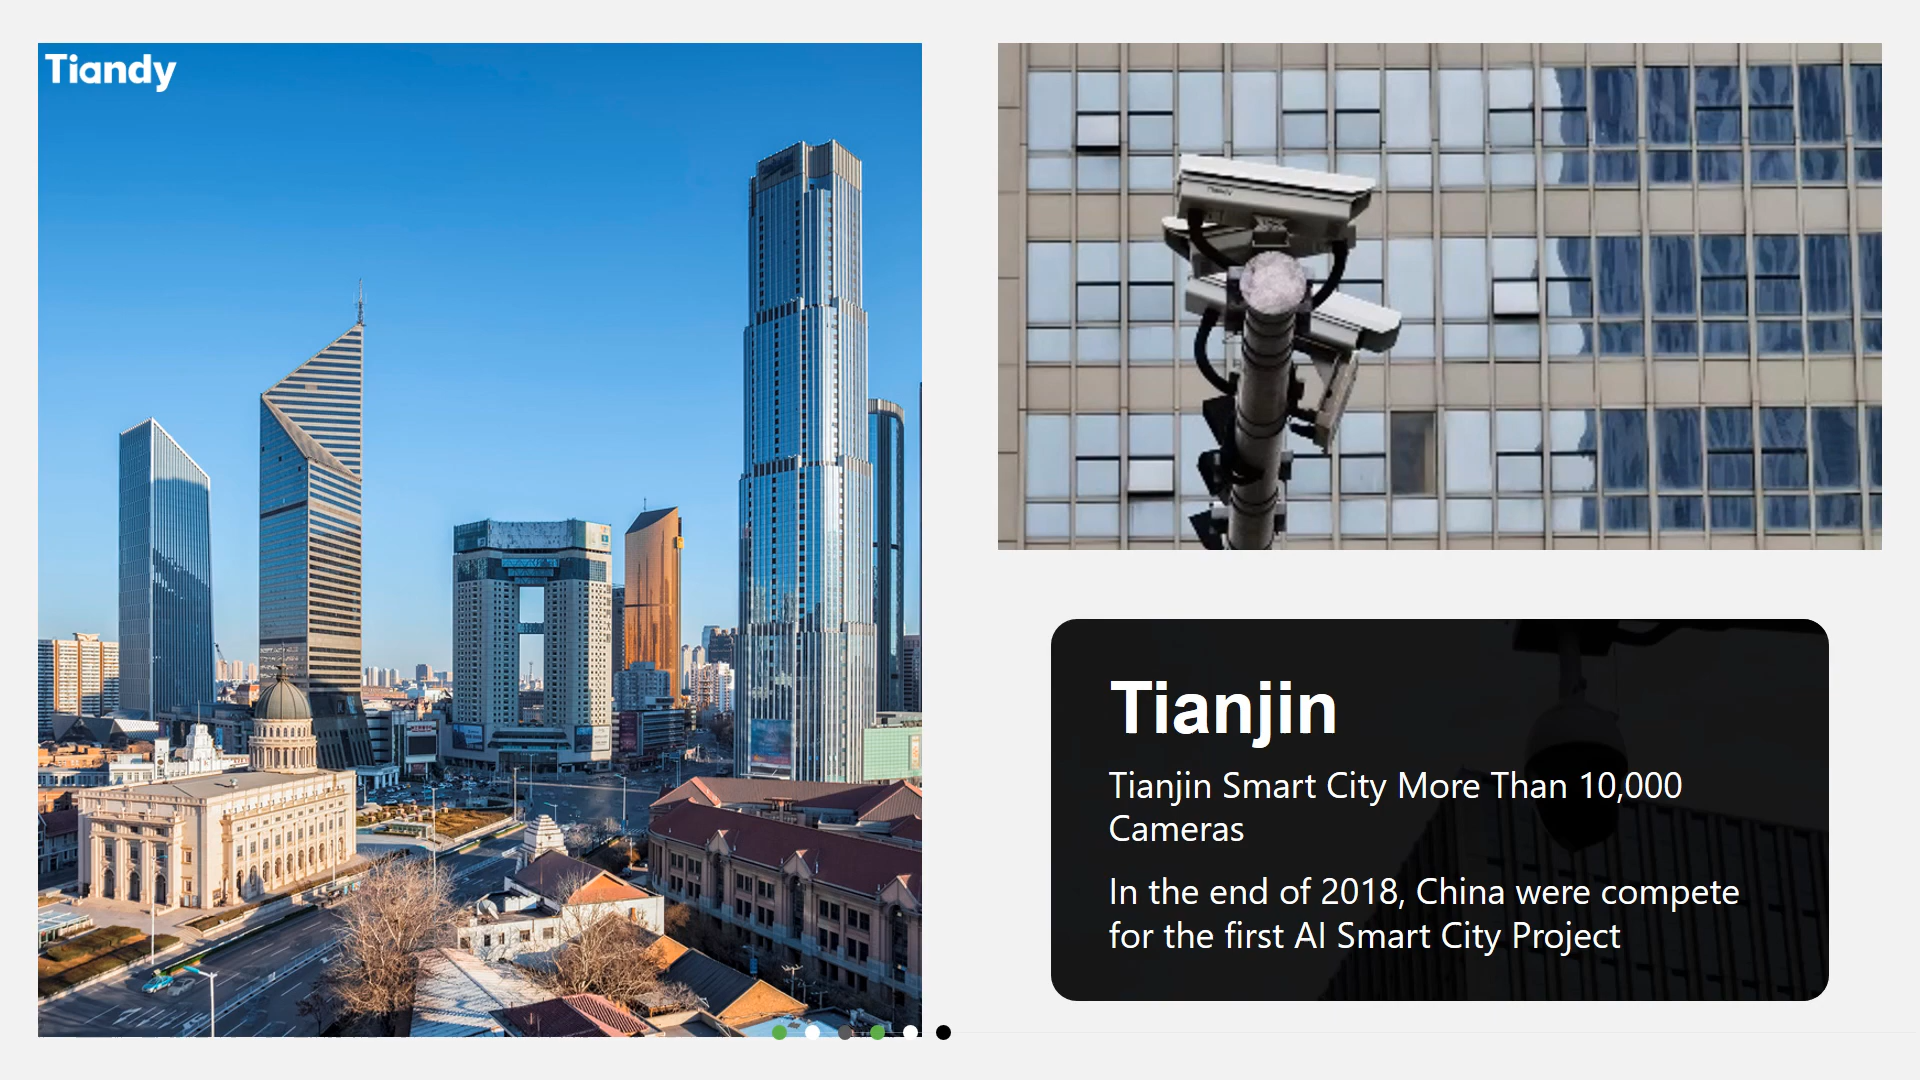 Tiandy
Tiandy
Tianjin
Tianjin Smart City More Than 10,000
Cameras
In the end of 2018, China were compete
for the first AI Smart City Project